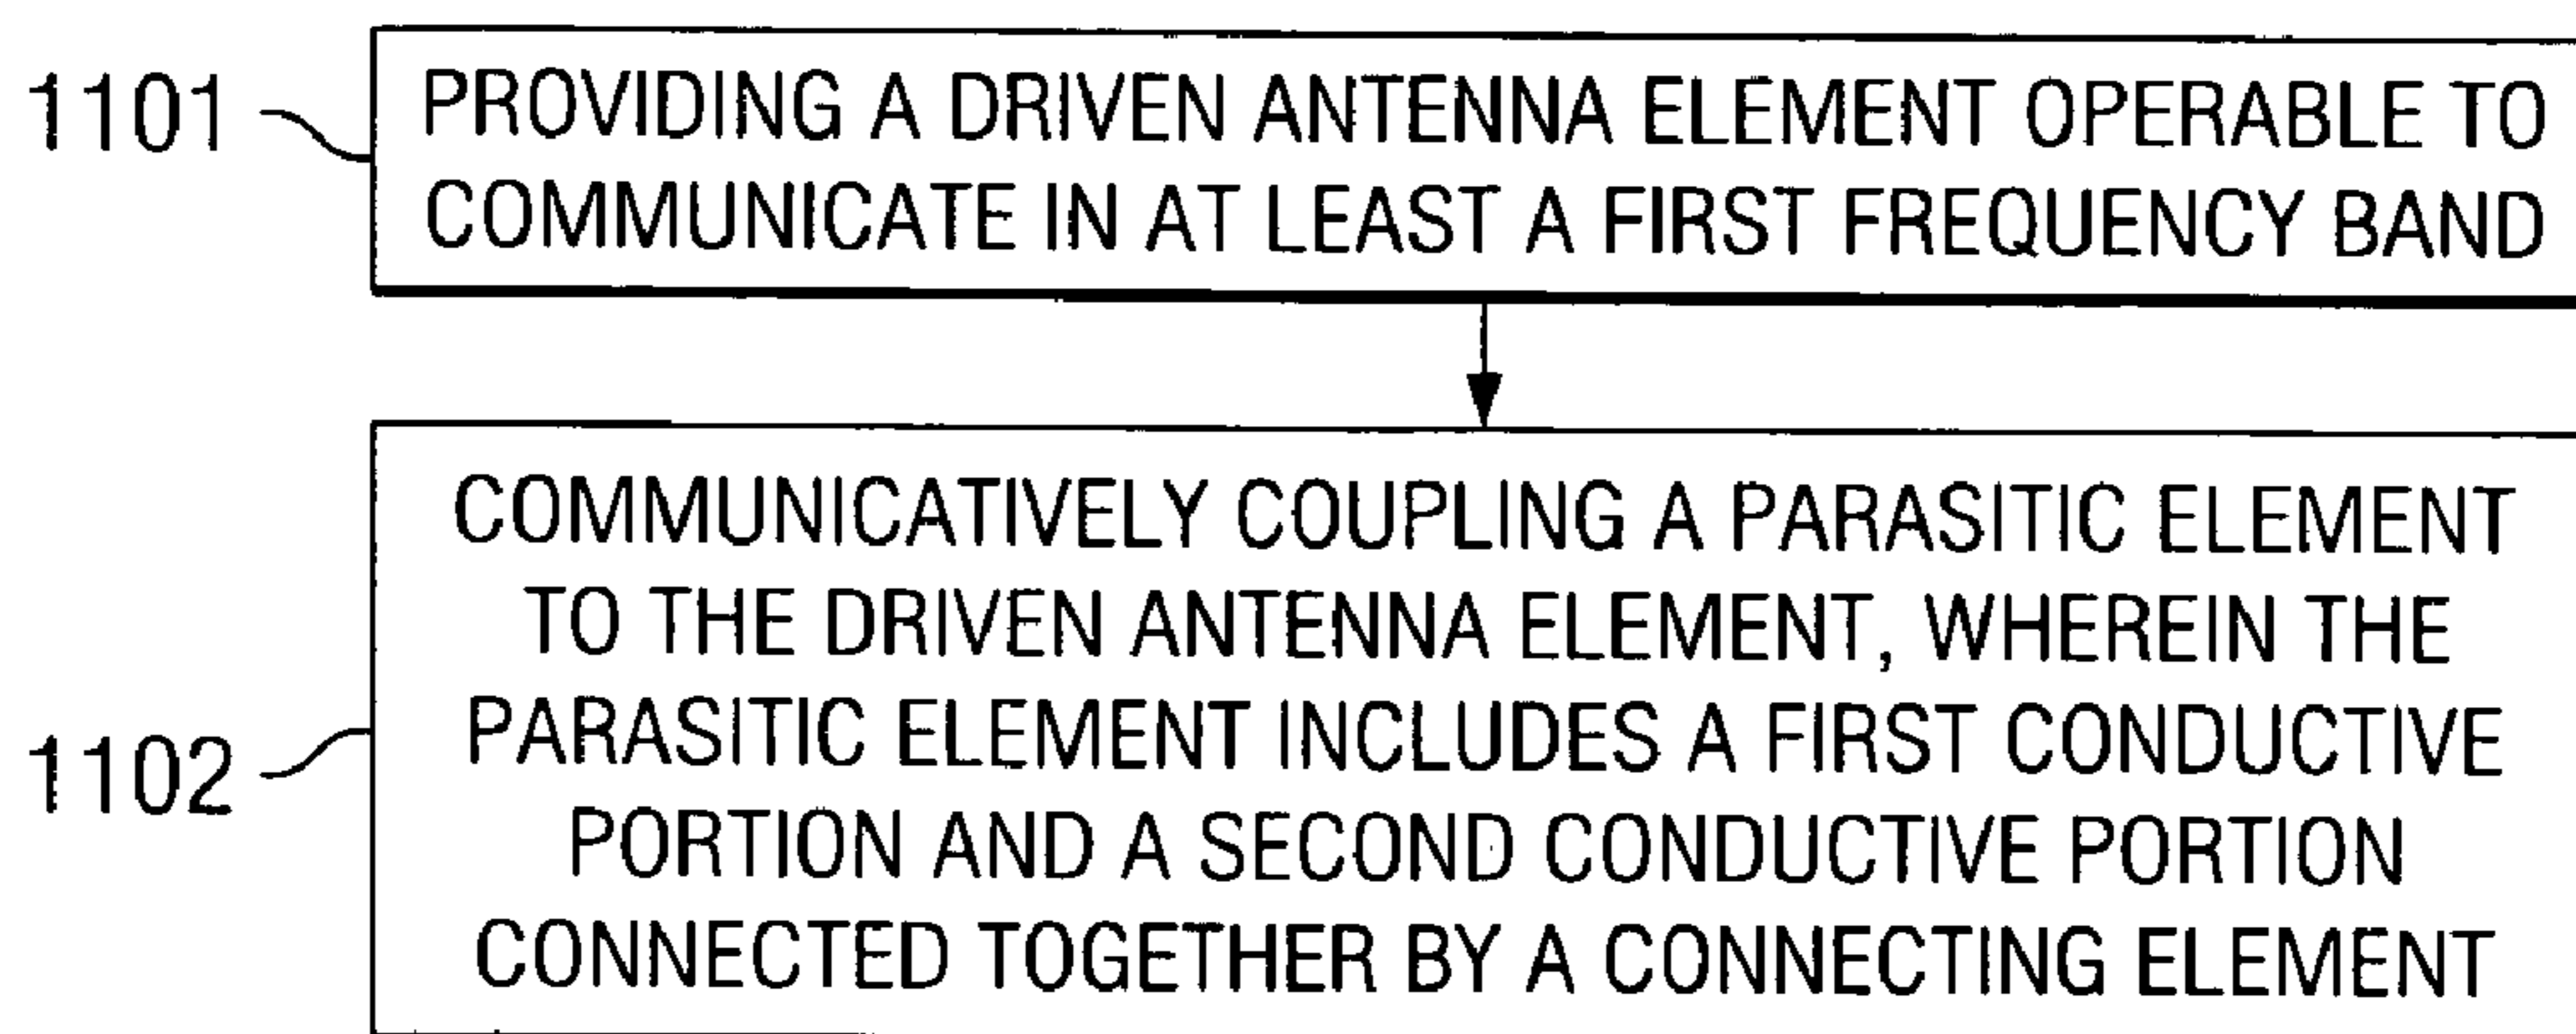 1101
PROVIDING A DRIVEN ANTENNA ELEMENT OPERABLE TO
COMMUNICATE IN AT LEAST A FIRST FREQUENCY BAND
1102
COMMUNICATIVELY COUPLING A PARASITIC ELEMENT
TO THE DRIVEN ANTENNA ELEMENT, WHEREIN THE
PARASITIC ELEMENT INCLUDES A FIRST CONDUCTIVE
PORTION AND A SECOND CONDUCTIVE PORTION
CONNECTED TOGETHER BY A CONNECTING ELEMENT